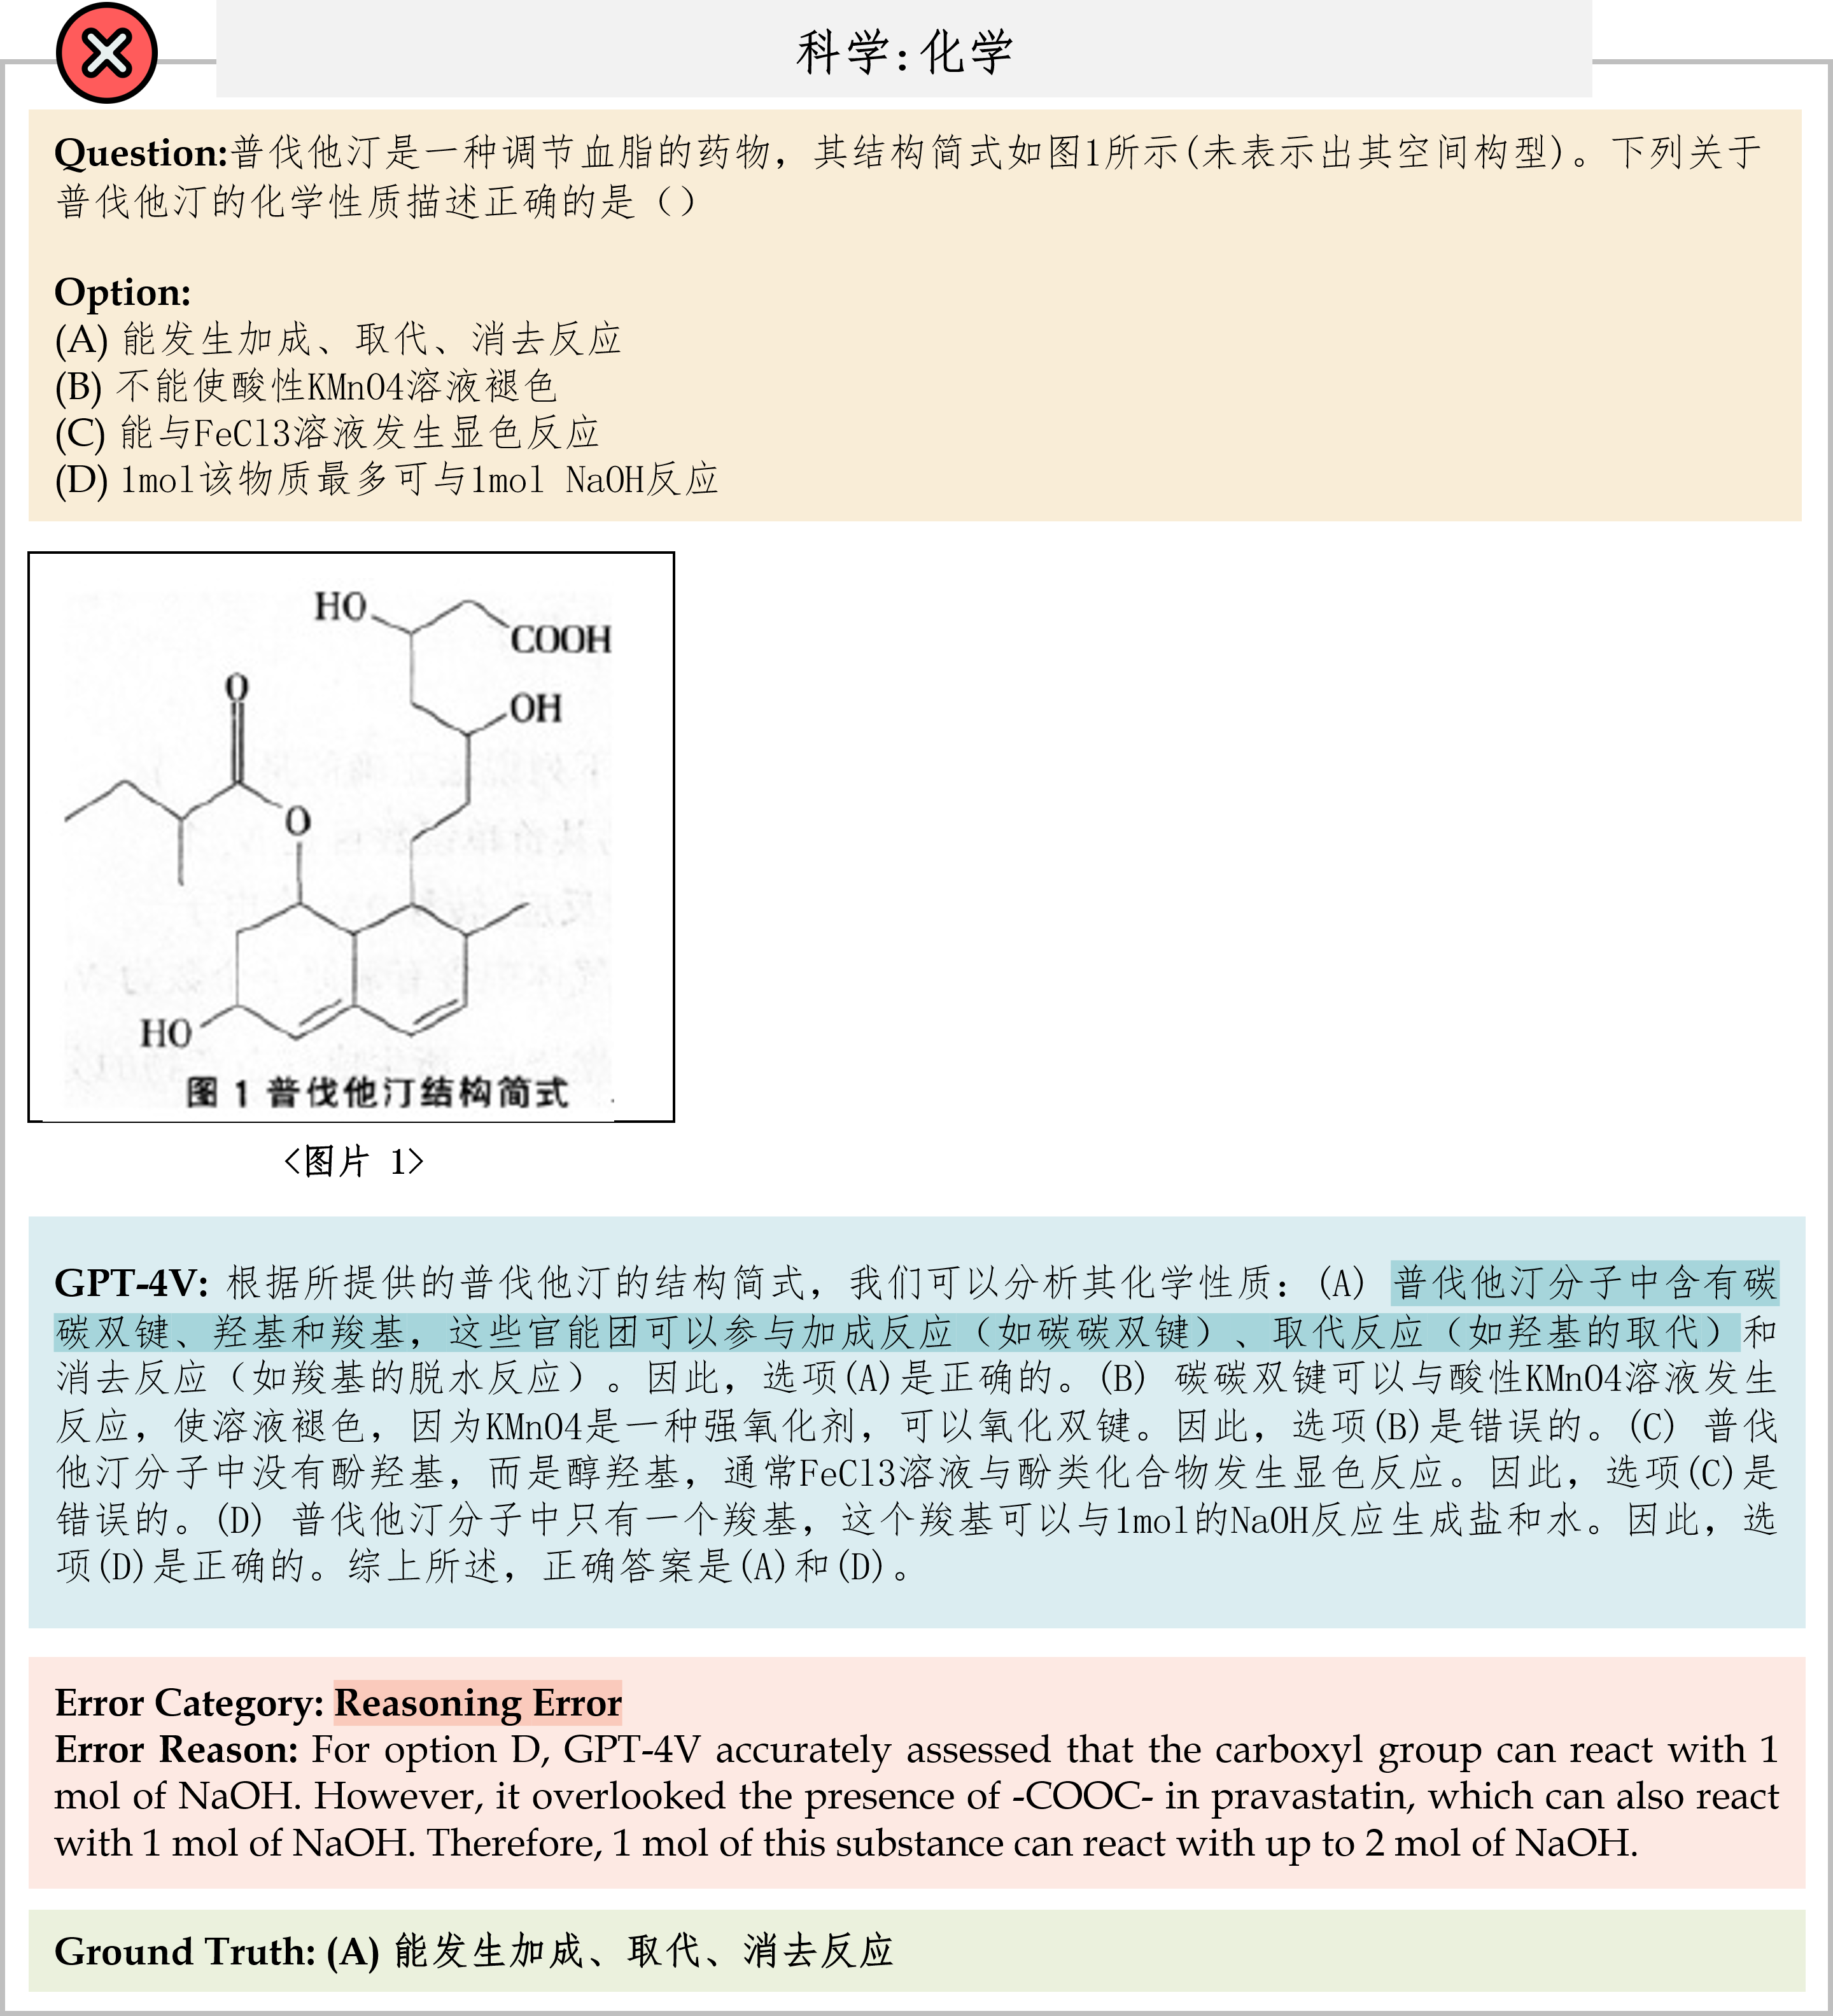 科学:化学
Question:普伐他汀是一种调节血脂的药物，其结构简式如图1所示(未表示出其空间构型)。下列关于
普伐他汀的化学性质描述正确的是（）
Option:
(A) 能发生加成、取代、消去反应
(B) 不能使酸性KMnO4溶液褪色
(C) 能与FeCl3溶液发生显色反应
(D) 1mol该物质最多可与1mol NaOH反应
HO
COOH
O
OH
O
HO
图 1 普伐他汀结构简式
<图片 1>
GPT-4V: 根据所提供的普伐他汀的结构简式，我们可以分析其化学性质：(A) 普伐他汀分子中含有碳
碳双键、羟基和羧基，这些官能团可以参与加成反应（如碳碳双键）、取代反应（如羟基的取代）和
消去反应（如羧基的脱水反应）。因此，选项(A)是正确的。(B) 碳碳双键可以与酸性KMnO4溶液发生
反应，使溶液褪色，因为KMnO4是一种强氧化剂，可以氧化双键。因此，选项(B)是错误的。(C) 普伐
他汀分子中没有酚羟基，而是醇羟基，通常FeCl3溶液与酚类化合物发生显色反应。因此，选项(C)是
错误的。(D) 普伐他汀分子中只有一个羧基，这个羧基可以与1mol的NaOH反应生成盐和水。因此，选
项(D)是正确的。综上所述，正确答案是(A)和(D)。
Error Category: Reasoning Error
Error Reason: For option D, GPT-4V accurately assessed that the carboxyl group can react with 1
mol of NaOH. However, it overlooked the presence of -COOC- in pravastatin, which can also react
with 1 mol of NaOH. Therefore, 1 mol of this substance can react with up to 2 mol of NaOH.
Ground Truth: (A) 能发生加成、取代、消去反应